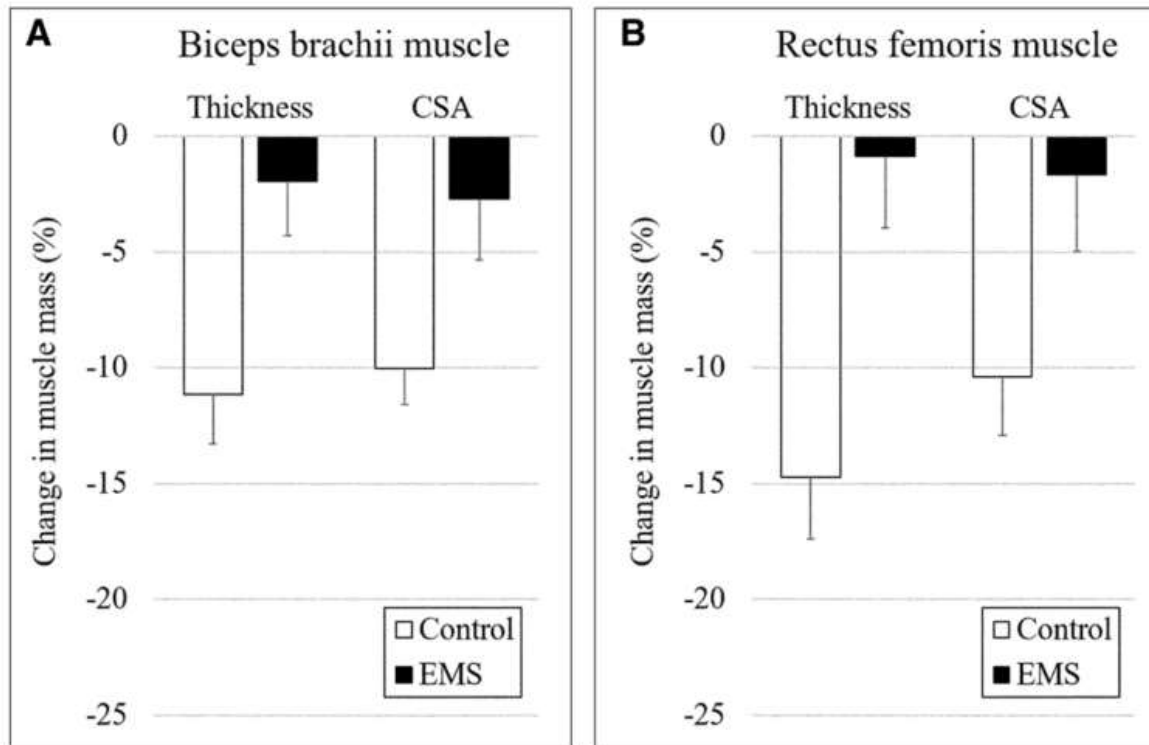 A
Biceps brachii muscle
Thickness CSA
Change in muscle mass (%)
0
-5
-10
-15
-20
-25
Control
EMS
B
Rectus femoris muscle
Thickness CSA
Change in muscle mass (%)
0
-5
-10
-15
-20
-25
Control
EMS